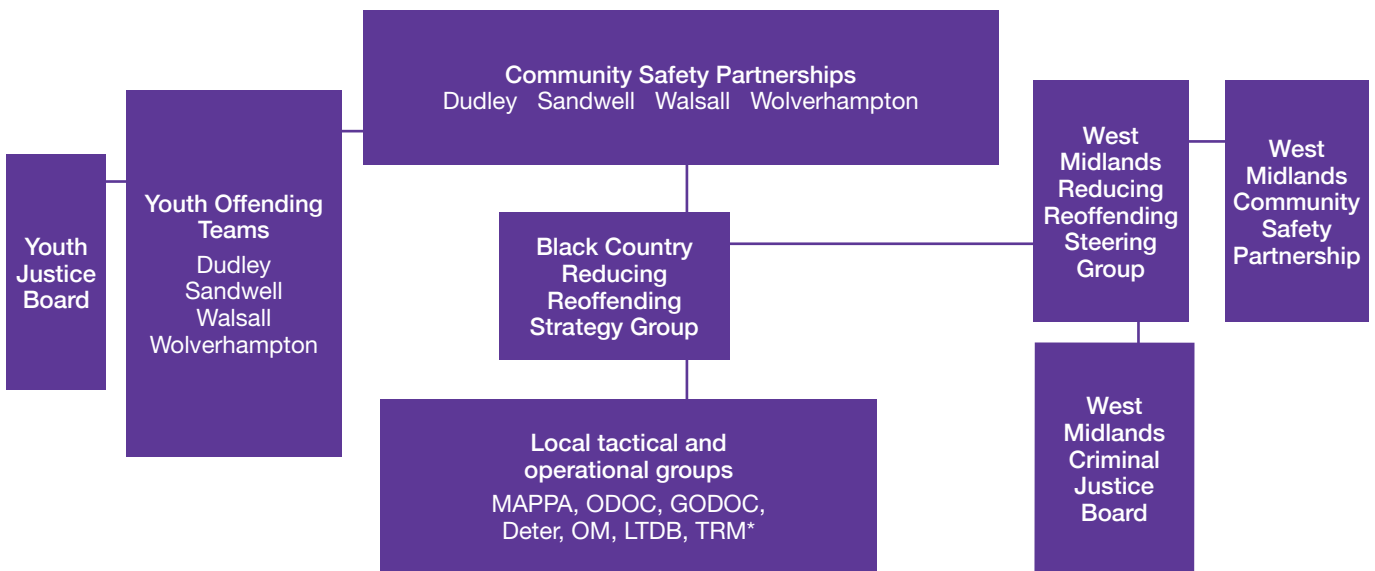 Community Safety Partnerships
Dudley Sandwell Walsall Wolverhampton
Youth
Justice
Board
Youth Offending
Teams
Dudley
Sandwell
Walsall
Wolverhampton
Black Country
Reducing
Reoffending
Strategy Group
West
Midlands
Reducing
Reoffending
Steering
Group
West
Midlands
Community
Safety
Partnership
Local tactical and
operational groups
MAPPA, ODOC, GODOC,
Deter, OM, LTDB, TRM*
West
Midlands
Criminal
Justice
Board